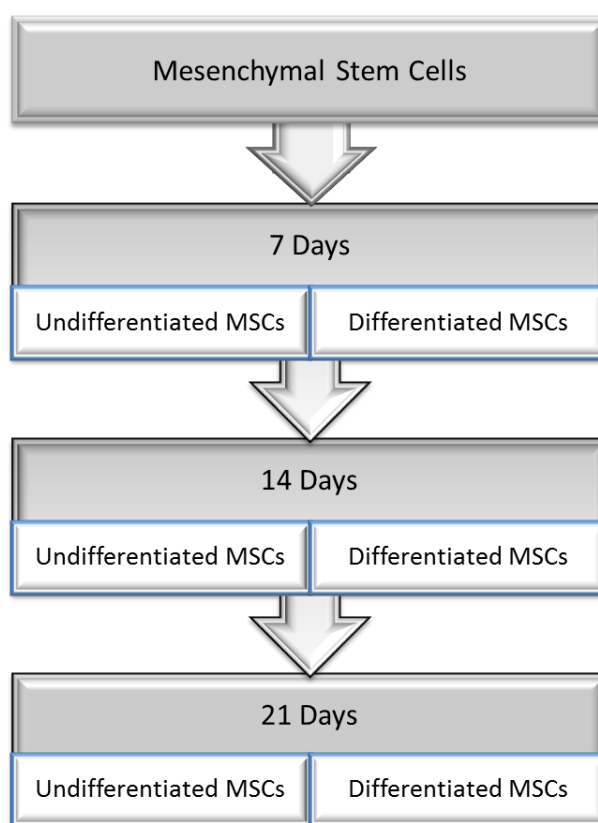 Mesenchymal Stem Cells
7 Days
Undifferentiated MSCs
Differentiated MSCs
14 Days
Undifferentiated MSCs
Differentiated MSCs
21 Days
Undifferentiated MSCs
Differentiated MSCs